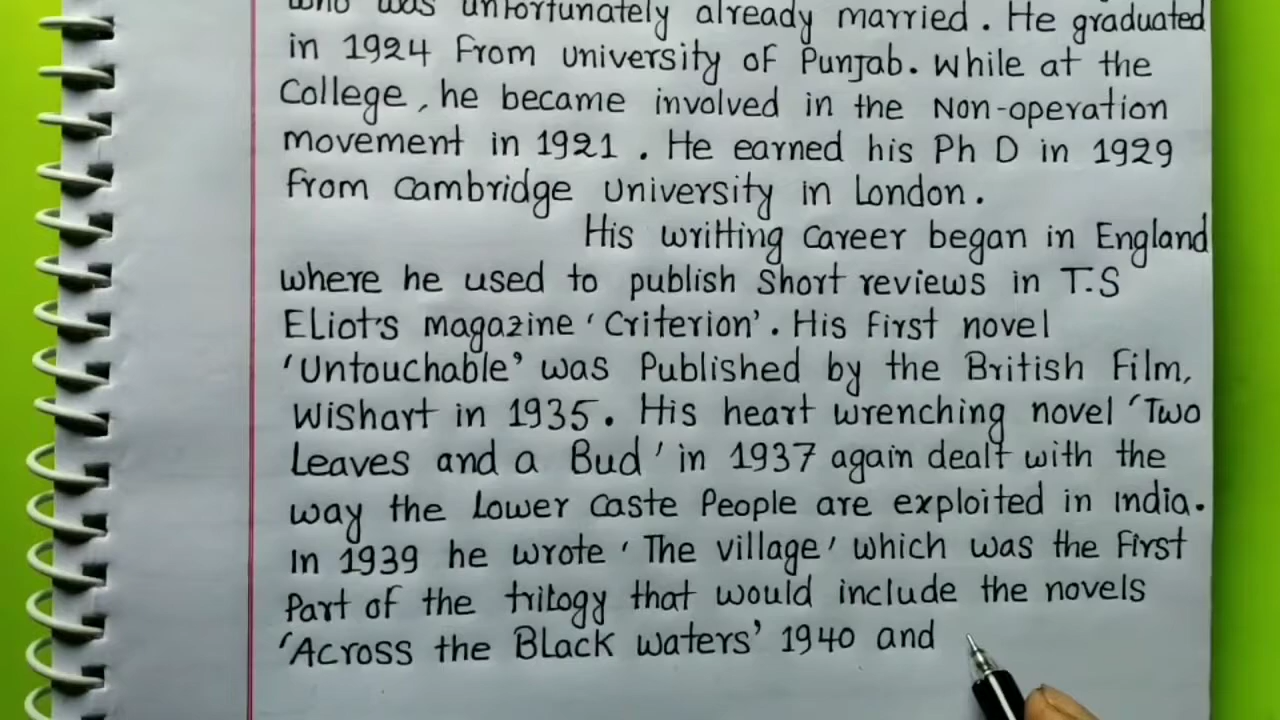 who was unfortunately already married. He graduated
in 1924 From university of Punjab. While at the
College, he became involved in the Non-operation
movement in 1921. He earned his Ph D in 1929
from Cambridge University in London.
His writting career began in England
where he used to publish short reviews in T.S
Eliot's magazine 'Criterion'. His First novel
'Untouchable' was Published by the British Film,
Wishart in 1935. His heart wrenching novel 'Two
Leaves and a Bud' in 1937 again dealt with the
way the Lower Caste People are exploited in India.
In 1939 he wrote 'The village' which was the First
Part of the trilogy that would include the novels
'Across the Black waters' 1940 and